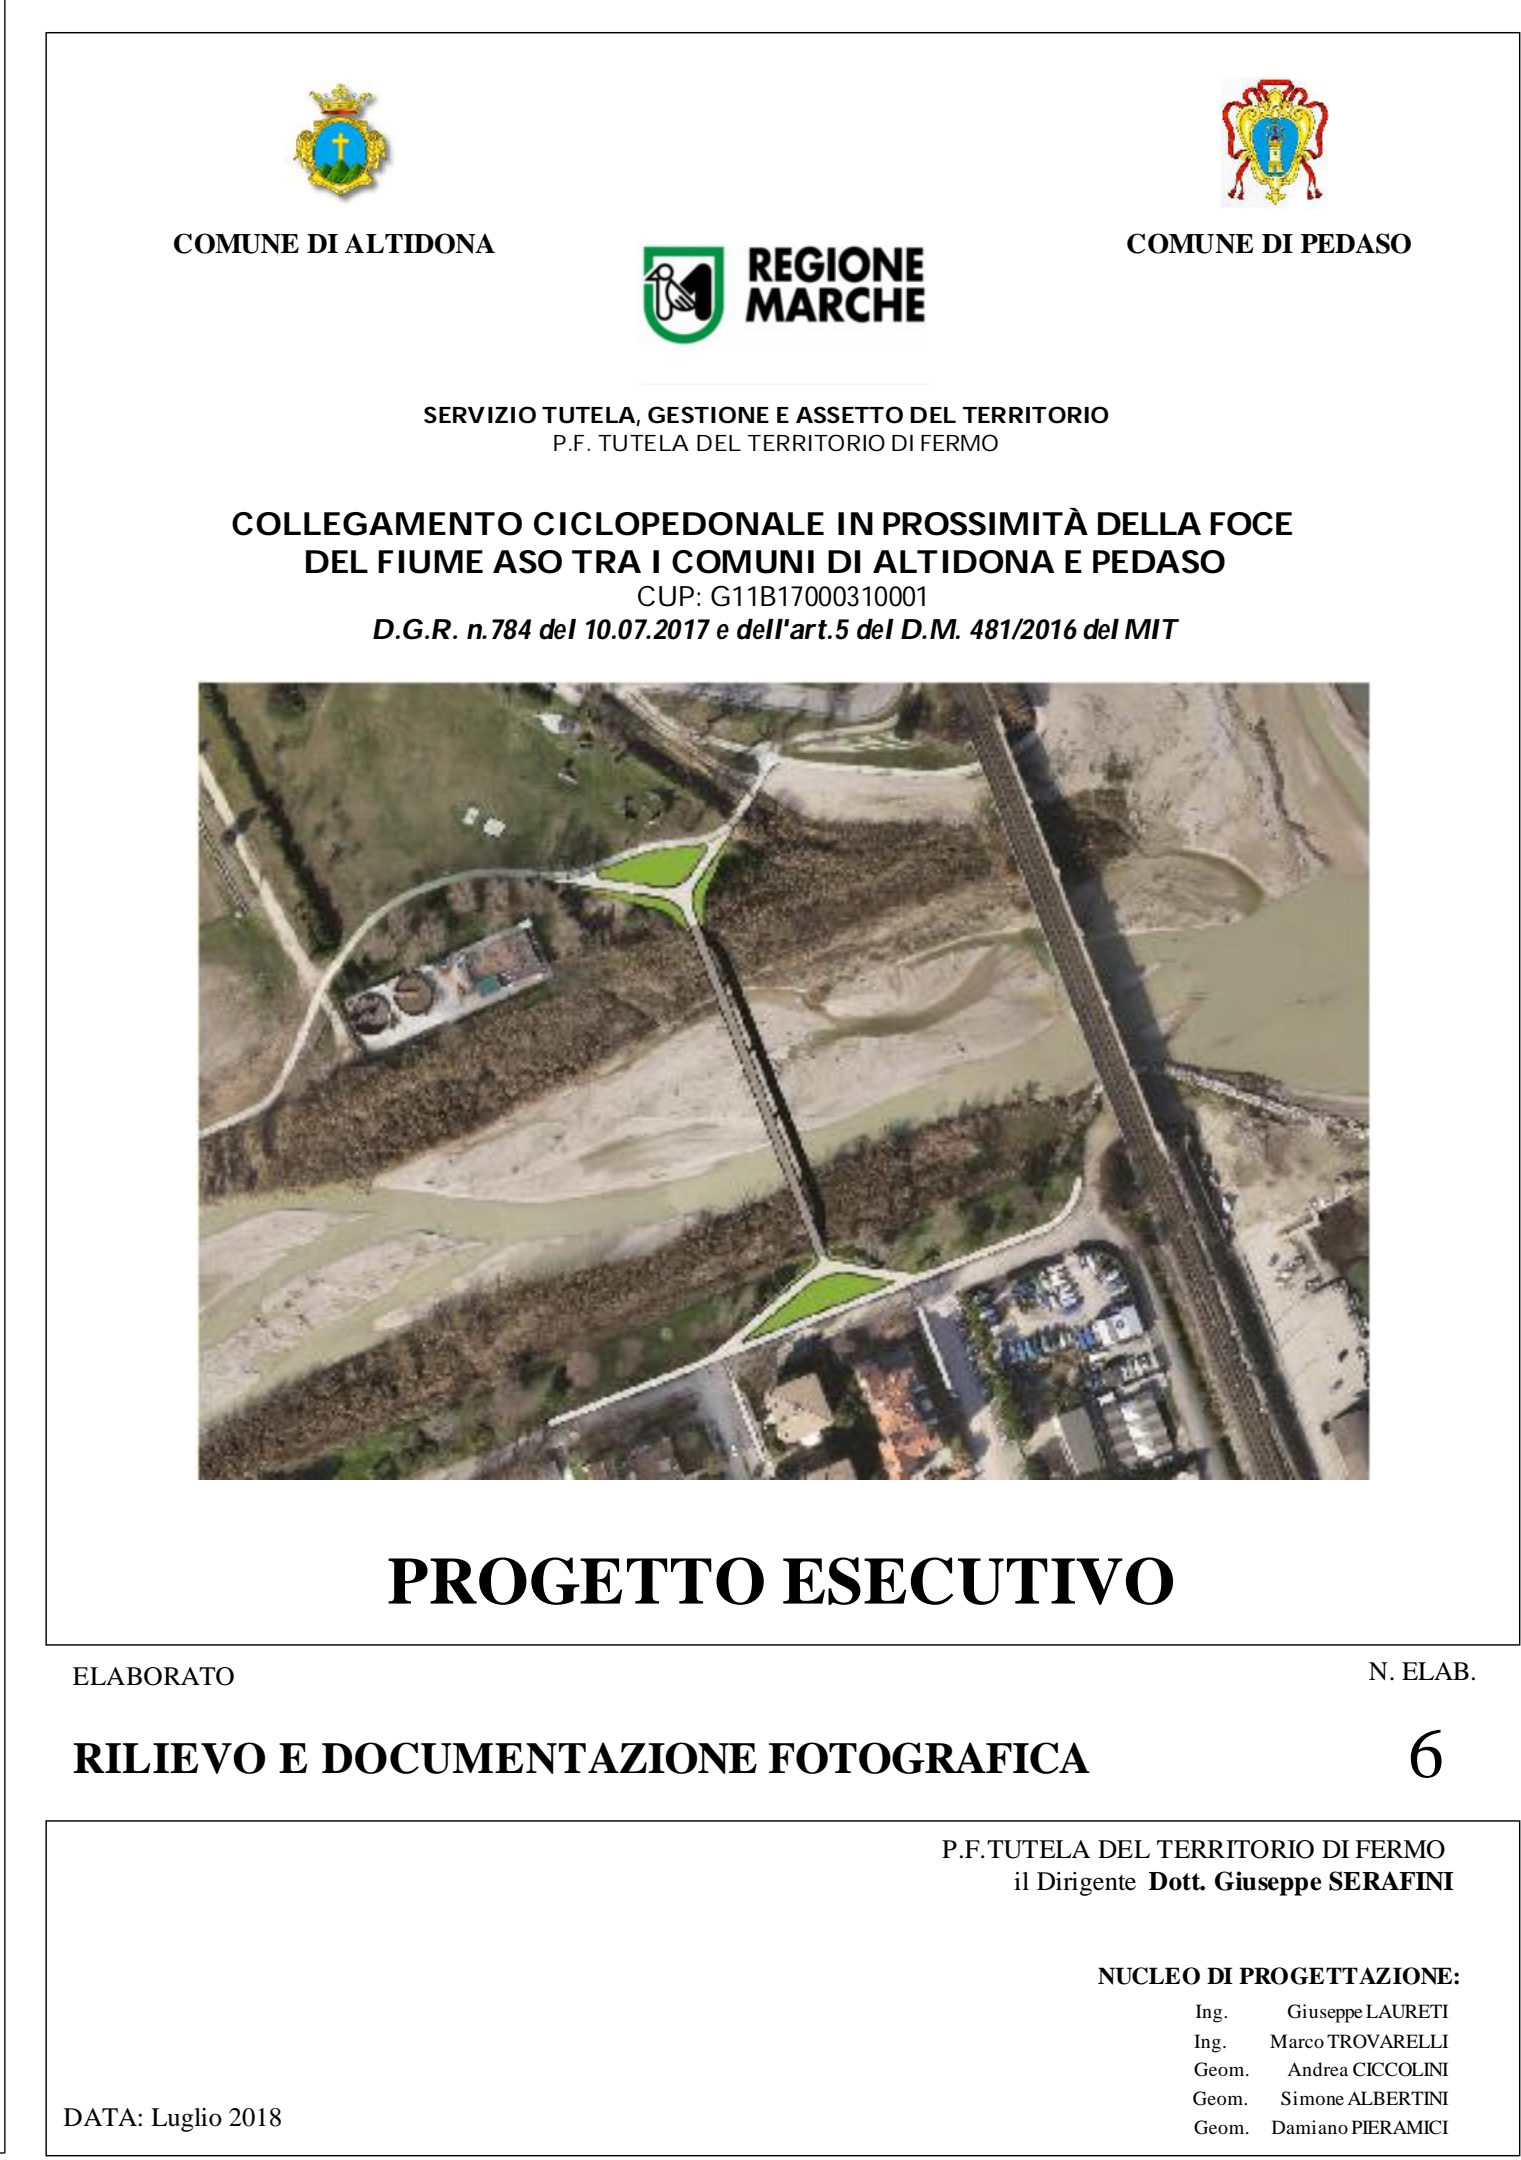 COMUNE DI ALTIDONA
COMUNE DI PEDASO
REGIONE
MARCHE
SERVIZIO TUTELA, GESTIONE E ASSETTO DEL TERRITORIO
P.F. TUTELA DEL TERRITORIO DI FERMO
COLLEGAMENTO CICLOPEDONALE IN PROSSIMITÀ DELLA FOCE
DEL FIUME ASO TRA I COMUNI DI ALTIDONA E PEDASO
CUP: G11B17000310001
D.G.R. n.784 del 10.07.2017 e dell'art.5 del D.M. 481/2016 del MIT
PROGETTO ESECUTIVO
ELABORATO
N. ELAB.
RILIEVO E DOCUMENTAZIONE FOTOGRAFICA
6
P.F.TUTELA DEL TERRITORIO DI FERMO
il Dirigente Dott. Giuseppe SERAFINI
NUCLEO DI PROGETTAZIONE:
Ing. Giuseppe LAURETI
Ing. Marco TROVARELLI
Geom. Andrea CICCOLINI
Geom. Simone ALBERTINI
Geom. Damiano PIERAMICI
DATA: Luglio 2018